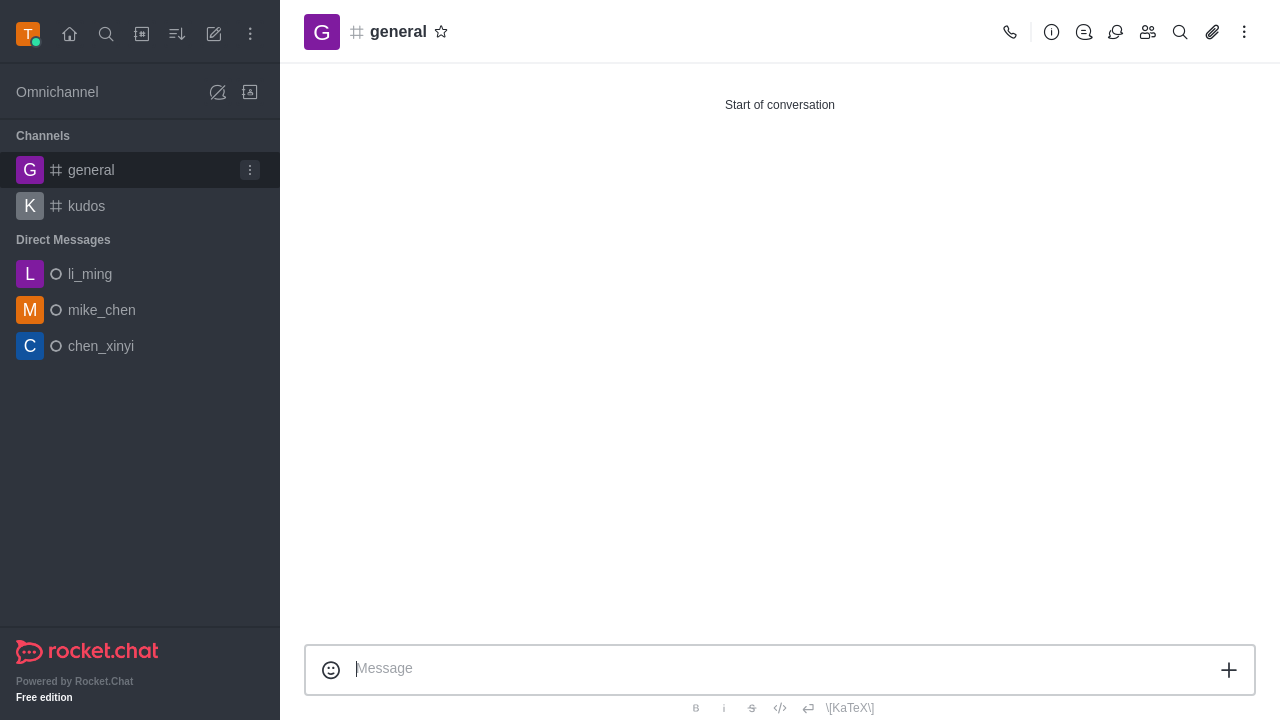 T
Omnichannel
Channels
G general
K kudos
Direct Messages
L li_ming
M mike_chen
C chen_xinyi
rocket.chat
Powered by Rocket.Chat
Free edition
G general
Start of conversation
Message
B i S \[KaTeX\]